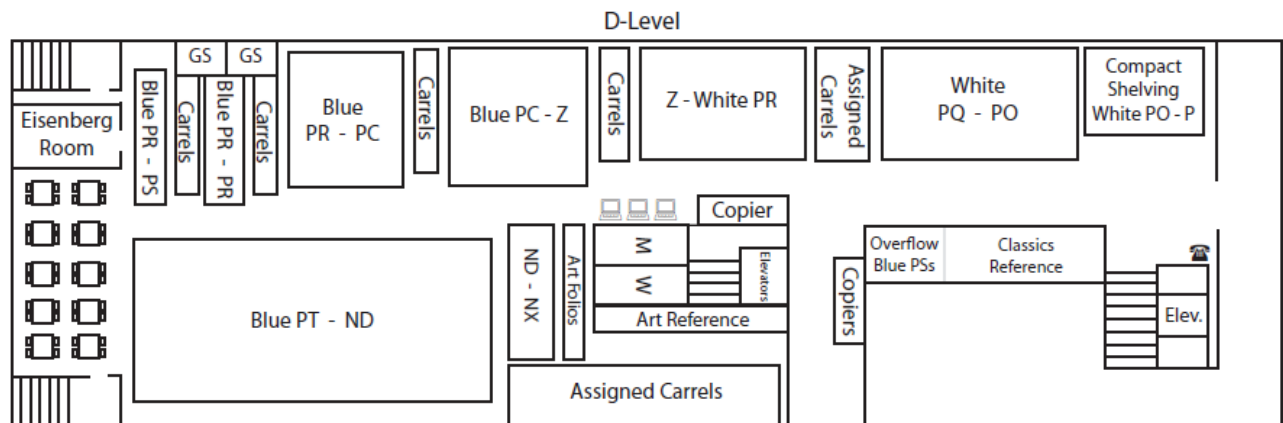 D-Level
GS
GS
Eisenberg
Room
Blue PR - PS
Carrels
Blue PR - PR
Carrels
Blue
PR - PC
Carrels
Blue PC - Z
Carrels
Z - White PR
Assigned
Carrels
White
PQ - PO
Compact
Shelving
White PO - P
Copier
M
W
Elevators
Art Reference
ND - NX
Art Folios
Blue PT - ND
Assigned Carrels
Copiers
Overflow
Blue PSs
Classics
Reference
Elev.